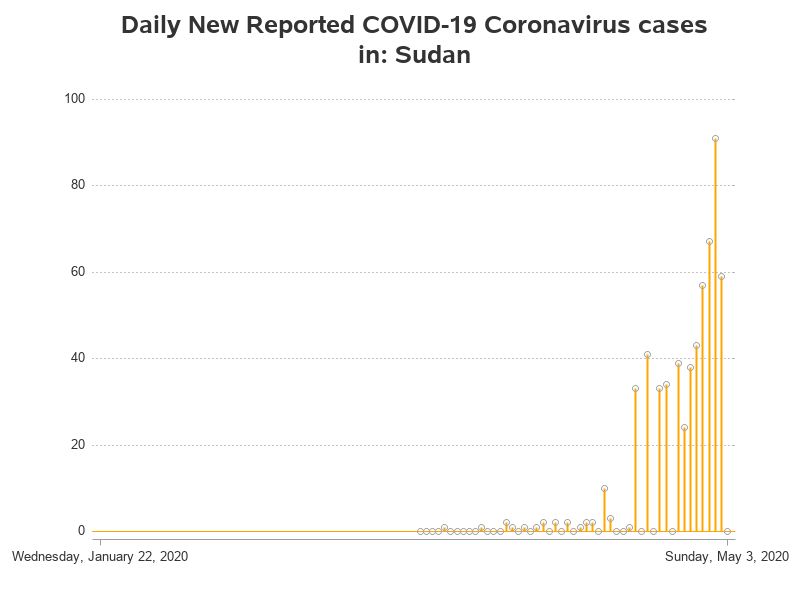 Daily New Reported COVID-19 Coronavirus cases
in: Sudan
100
80
60
40
20
0
Wednesday, January 22, 2020
Sunday, May 3, 2020